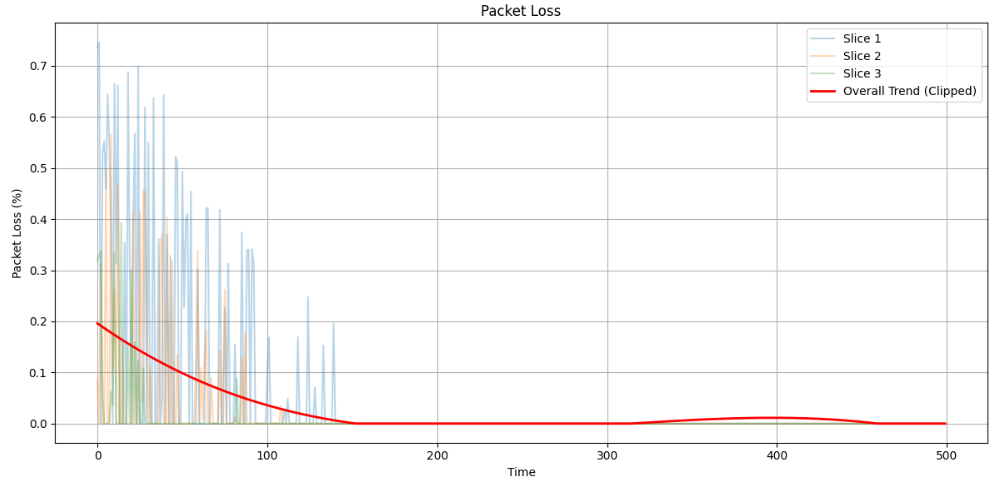 Packet Loss
Slice 1
Slice 2
Slice 3
Overall Trend (Clipped)
Packet Loss (%)
0.7
0.6
0.5
0.4
0.3
0.2
0.1
0.0
0
100
200
300
400
500
Time